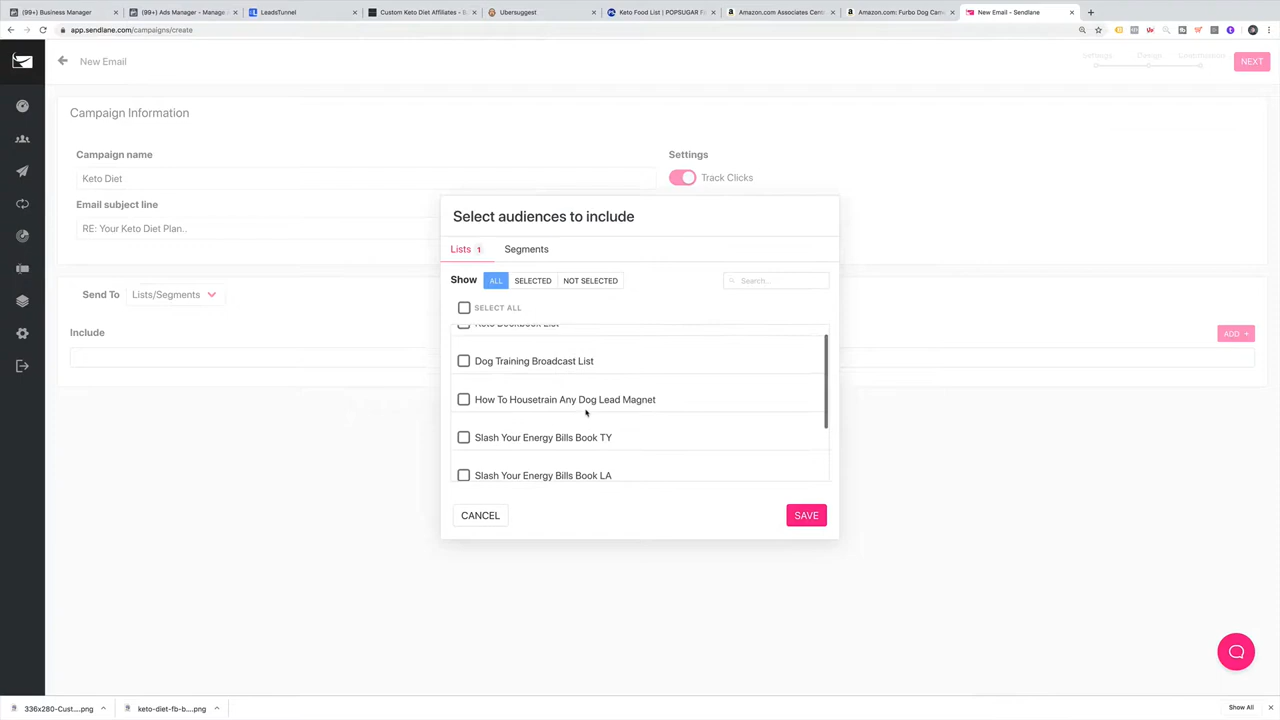 (99+) Business Manager
(99+) Ads Manager - Manage
LeadsTunnel
Custom Keto Diet Affiliates - B
Ubersuggest
Keto Food List | POPSUGAR F
Amazon.com Associates Cent
Amazon.com: Furbo Dog Cam
New Email - Sendlane
app.sendlane.com/campaigns/create
New Email
Settings
Design
NEXT
Campaign Information
Campaign name
Keto Diet
Settings
Track Clicks
Email subject line
RE: Your Keto Diet Plan..
Send To
Lists/Segments
Include
ADD +
Select audiences to include
Lists 1
Segments
Show
ALL
SELECTED
NOT SELECTED
Search...
SELECT ALL
Dog Training Broadcast List
How To Housetrain Any Dog Lead Magnet
Slash Your Energy Bills Book TY
Slash Your Energy Bills Book LA
CANCEL
SAVE
336x280-Cust....png
keto-diet-fb-b....png
Show All